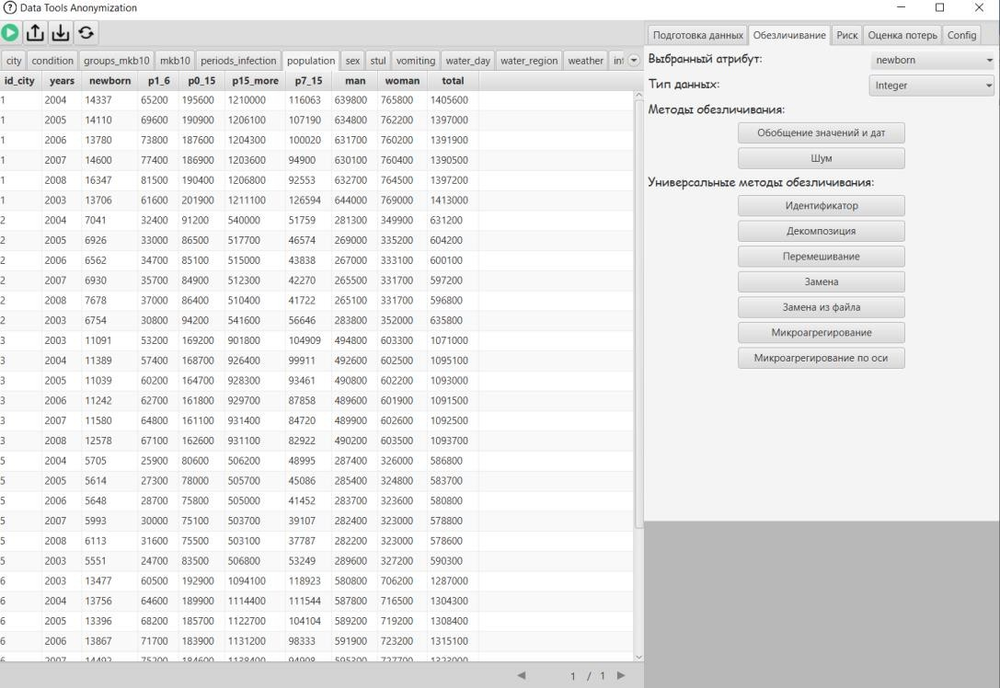 Data Tools Anonymization
city condition groups_mkb10 mkb10 periods_infection population sex stul vomiting water_day water_region weather
id_city years newborn p1_6 p0_15 p15_more p7_15 man woman total
1 2004 14337 65200 195600 1210000 116063 639800 765800 1405600
1 2005 14110 69600 190900 1206100 107190 634800 762200 1397000
1 2006 13780 73800 187600 1204300 100020 631700 760200 1391900
1 2007 14600 77400 186900 1203600 94900 630100 760400 1390500
1 2008 16347 81500 190400 1206800 92553 632700 764500 1397200
1 2003 13706 61600 201900 1211100 126594 644000 769000 1413000
2 2004 7041 32400 91200 540000 51759 281300 349900 631200
2 2005 6926 33000 86500 517700 46574 269000 335200 604200
2 2006 6562 34700 85100 515000 43838 267000 333100 600100
2 2007 6930 35700 84900 512300 42270 265500 331700 597200
2 2008 7678 37000 86400 510400 41722 265100 331700 596800
2 2003 6754 30800 94200 541600 56646 283800 352000 635800
3 2003 11091 53200 169200 901800 104909 494800 603300 1071000
3 2004 11389 57400 168700 926400 99911 492600 602500 1095100
3 2005 11039 60200 164700 928300 93461 490800 602200 1093000
3 2006 11242 62700 161800 929700 87858 489600 601900 1091500
3 2007 11580 64800 161100 931400 84720 489900 602600 1092500
3 2008 12578 67100 162600 931100 82922 490200 603500 1093700
5 2004 5705 25900 80600 506200 48995 287400 326000 586800
5 2005 5614 27300 78000 505700 45086 285400 324800 583700
5 2006 5648 28700 75800 505000 41452 283700 323600 580800
5 2007 5993 30000 75100 503700 39107 282400 323000 578800
5 2008 6113 31600 75500 503100 37787 282200 323000 578600
5 2003 5551 24700 83500 506800 53249 289600 327200 590300
6 2003 13477 60500 192900 1094100 118923 580800 706200 1287000
6 2004 13756 64600 189900 1114400 111544 587800 716500 1304300
6 2005 13396 68200 185700 1122700 104104 589200 719200 1308400
6 2006 13867 71700 183900 1131200 98333 591900 723200 1315100
6 2007 14492 75200 184600 1138400 94908 595300 727700 1323000
1 / 1
Подготовка данных Обезличивание Риск Оценка потерь Config
Выбранный атрибут: newborn
Тип данных: Integer
Методы обезличивания:
Обобщение значений и дат
Шум
Универсальные методы обезличивания:
Идентификатор
Декомпозиция
Перемешивание
Замена
Замена из файла
Микроагрегирование
Микроагрегирование по оси